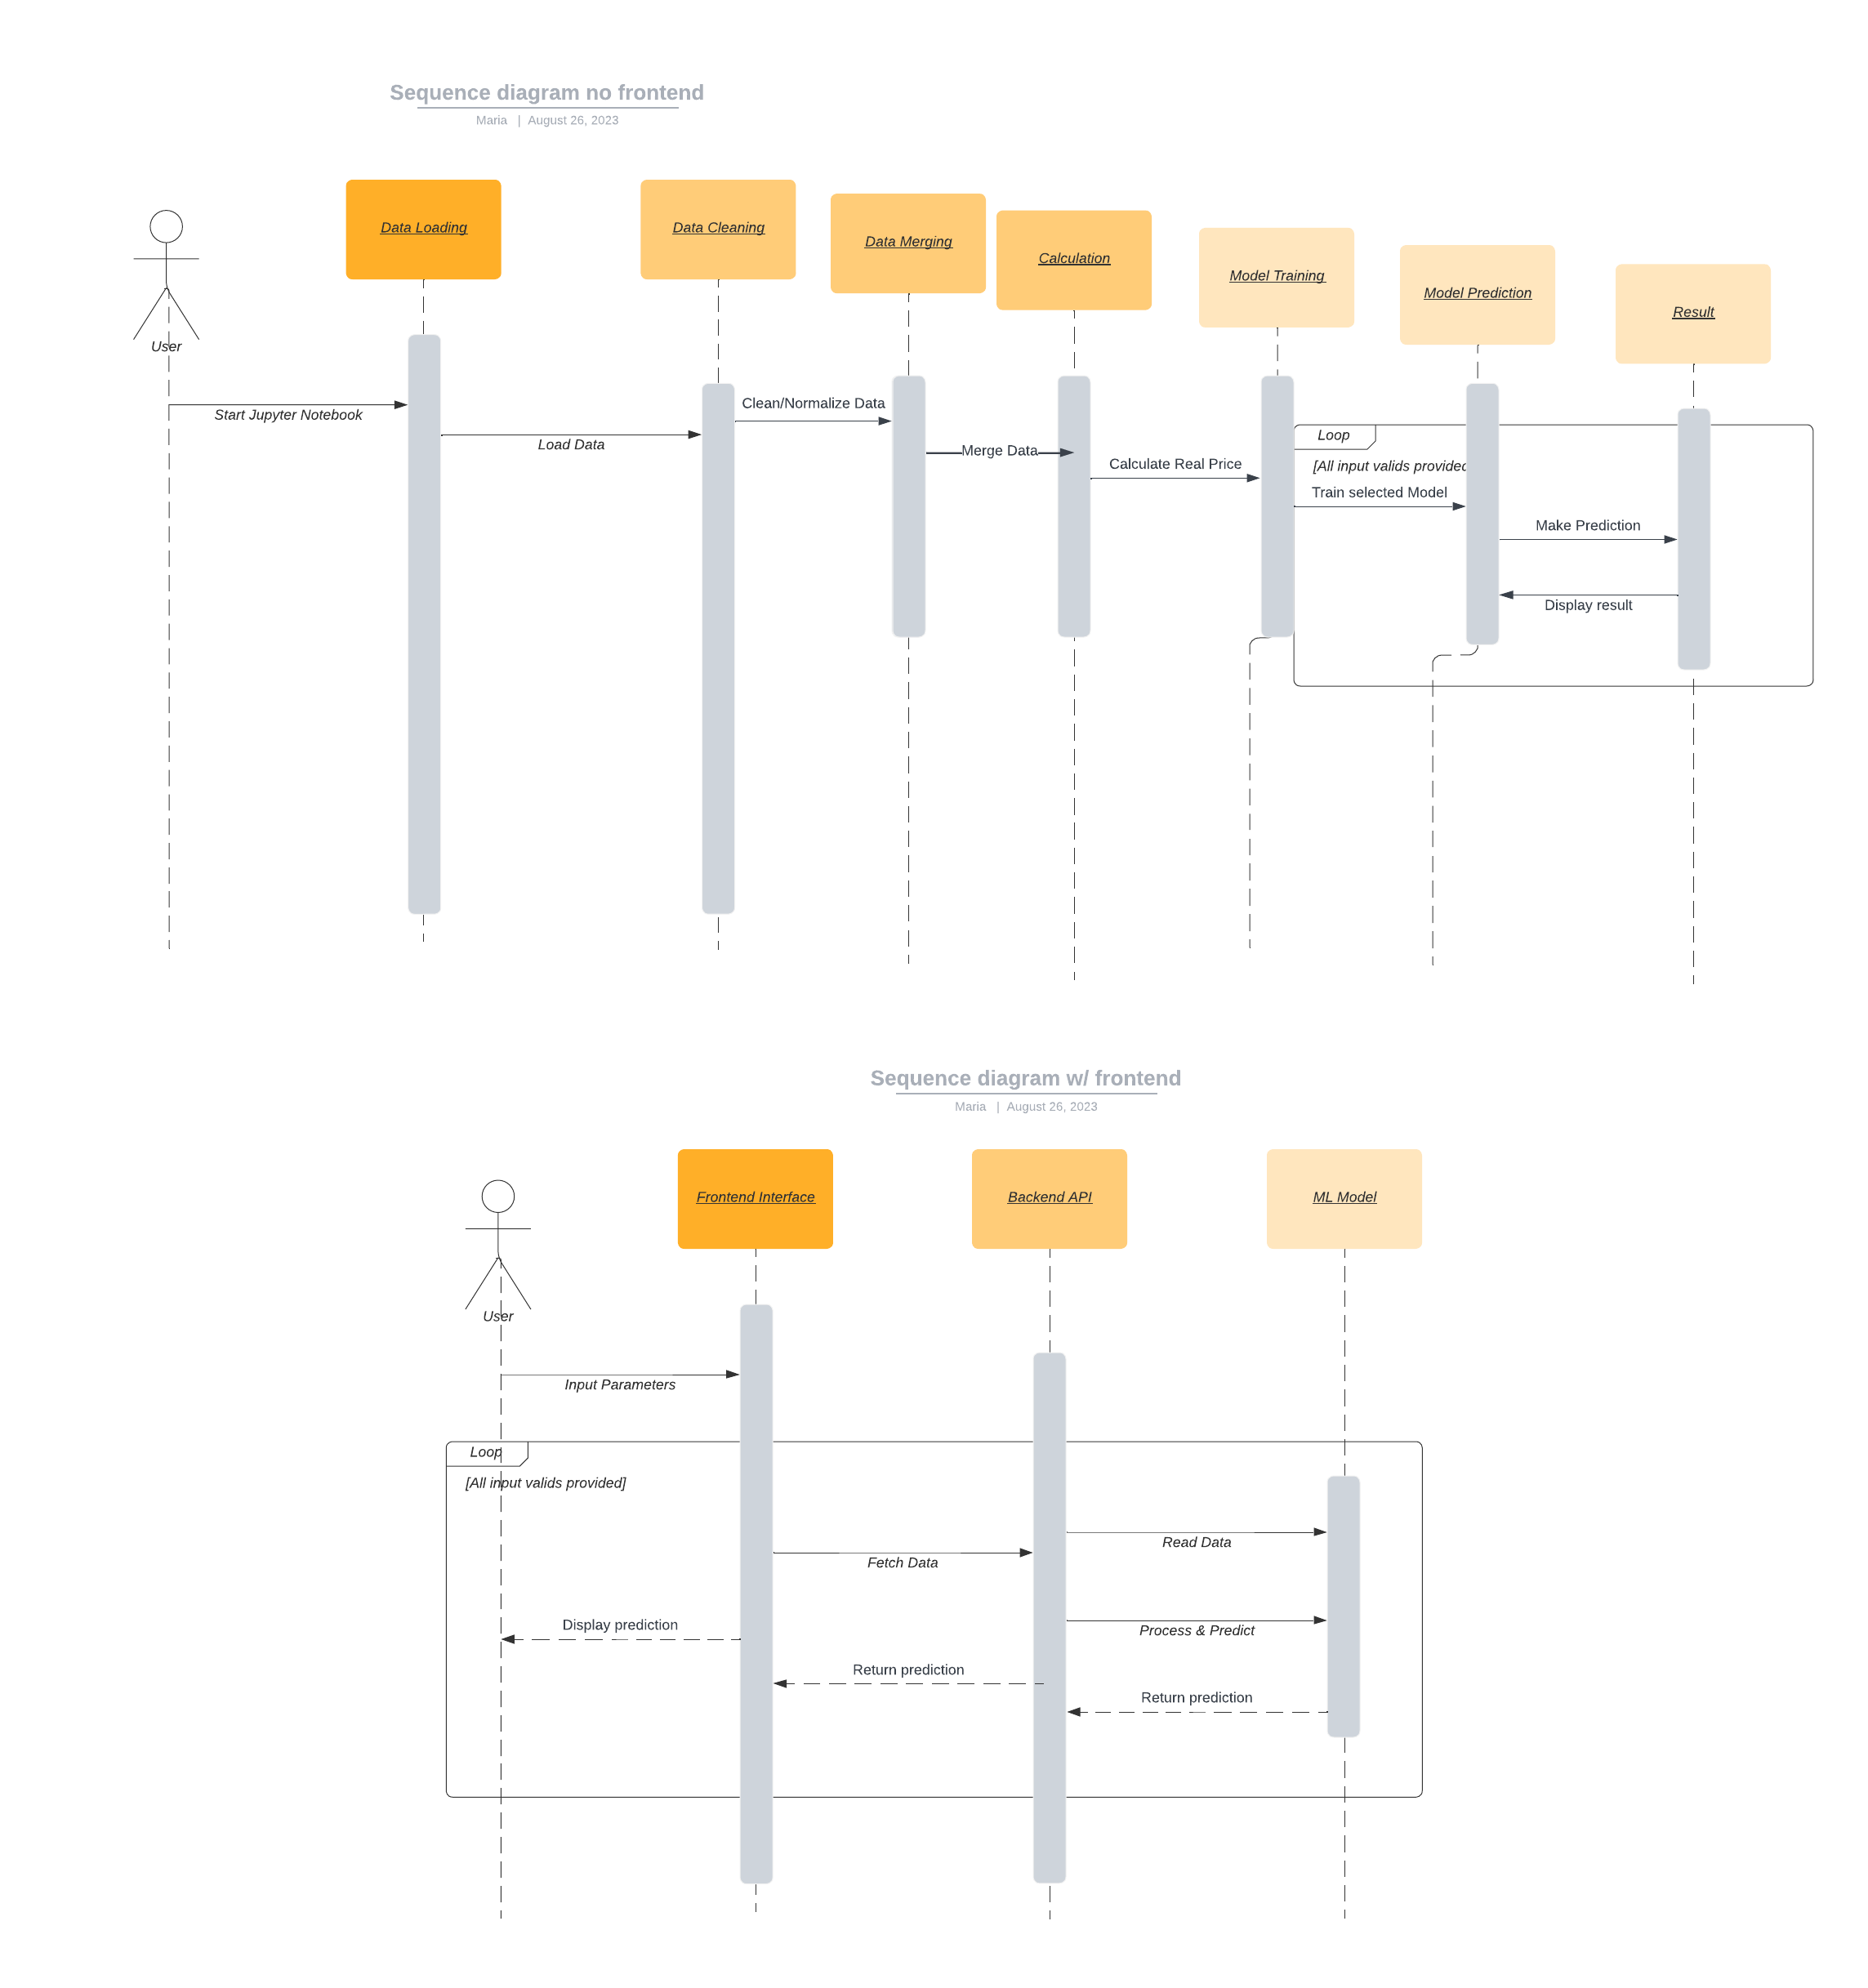 Sequence diagram no frontend
Maria | August 26, 2023
Data Loading
Data Cleaning
Data Merging
Calculation
Model Training
Model Prediction
Result
User
Start Jupyter Notebook
Load Data
Clean/Normalize Data
Merge Data
Calculate Real Price
Loop
[All input valids provided
Train selected Model
Make Prediction
Display result
Sequence diagram w/ frontend
Maria | August 26, 2023
Frontend Interface
Backend API
ML Model
User
Input Parameters
Loop
[All input valids provided]
Read Data
Fetch Data
Display prediction
Process & Predict
Return prediction
Return prediction